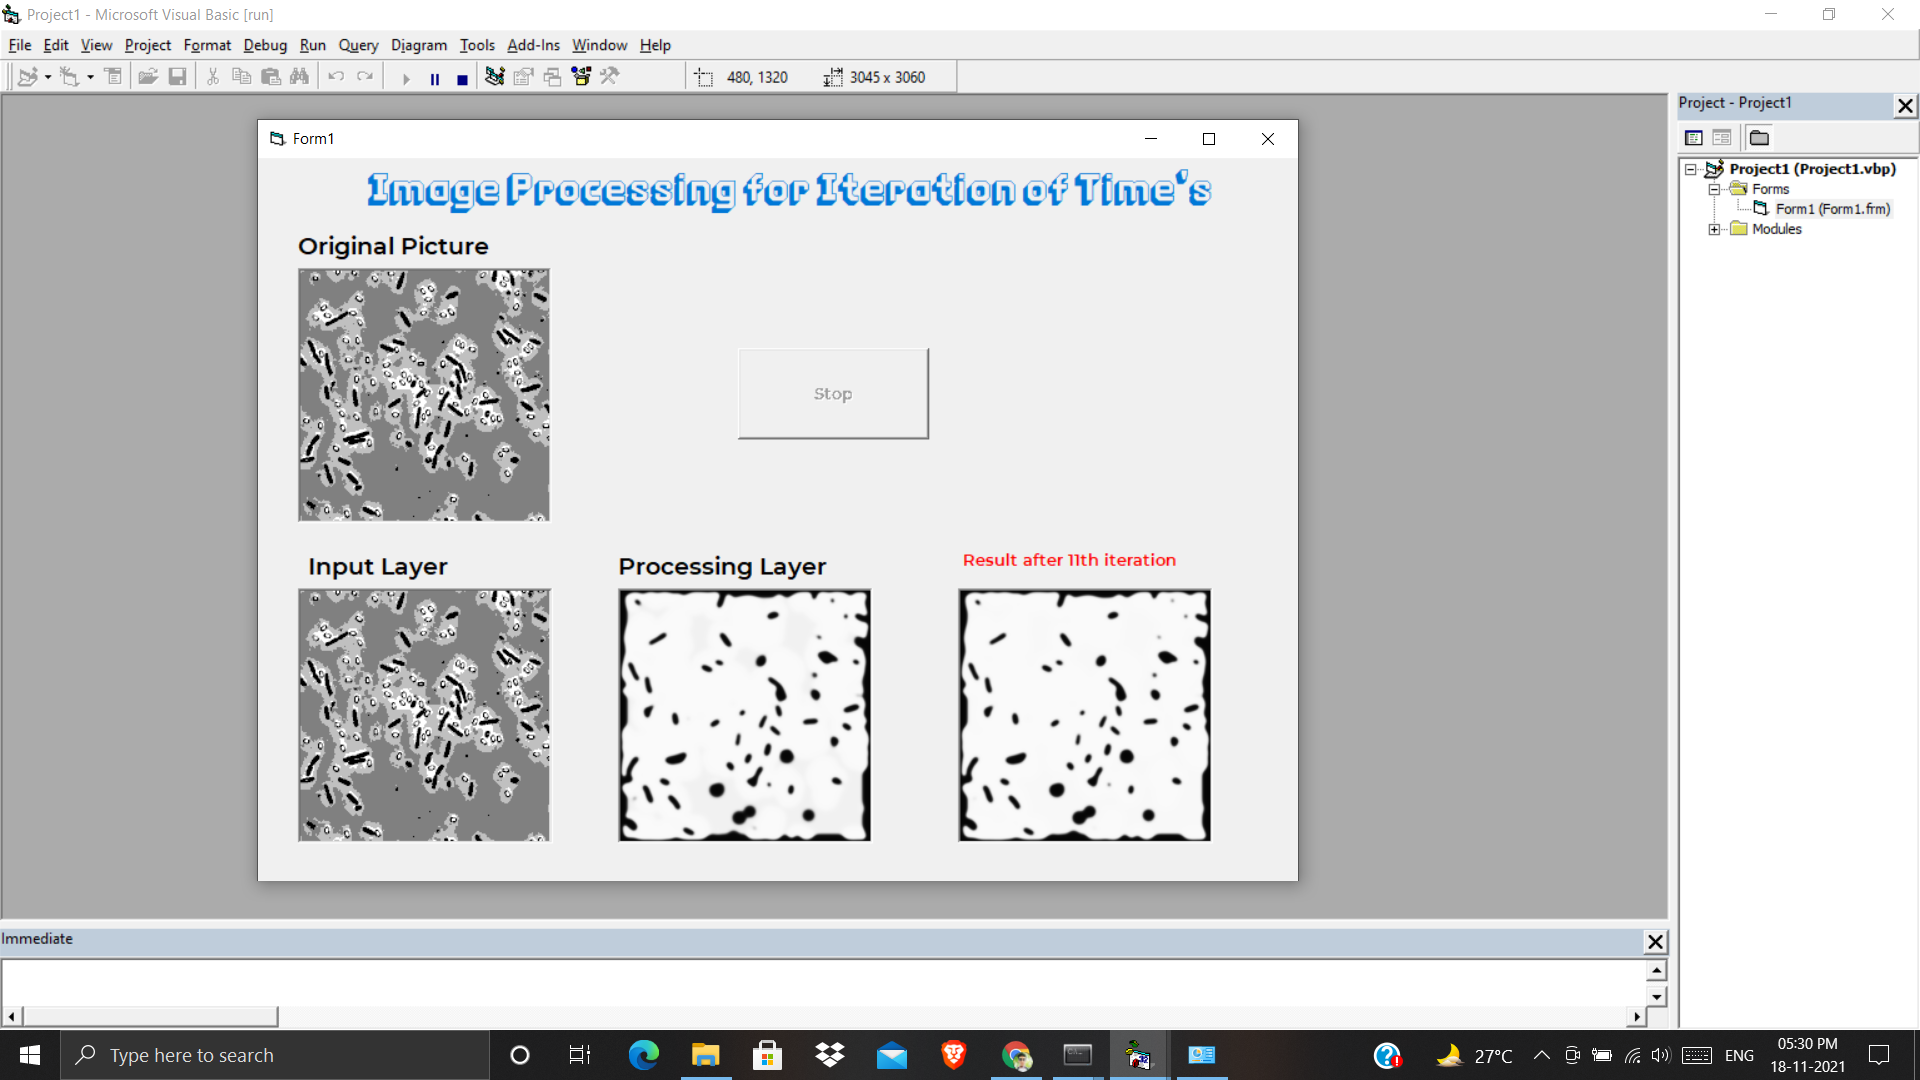 Project1 - Microsoft Visual Basic [run]
File Edit View Project Format Debug Run Query Diagram Tools Add-Ins Window Help
480, 1320 3045 x 3060
Project - Project1
Form1
Image Processing for Iteration of Time's
Project1 (Project1.vbp)
Forms
Form1 (Form1.frm)
Modules
Original Picture
Stop
Input Layer
Processing Layer
Result after 11th iteration
Immediate
Type here to search
27°C
ENG
05:30 PM
18-11-2021